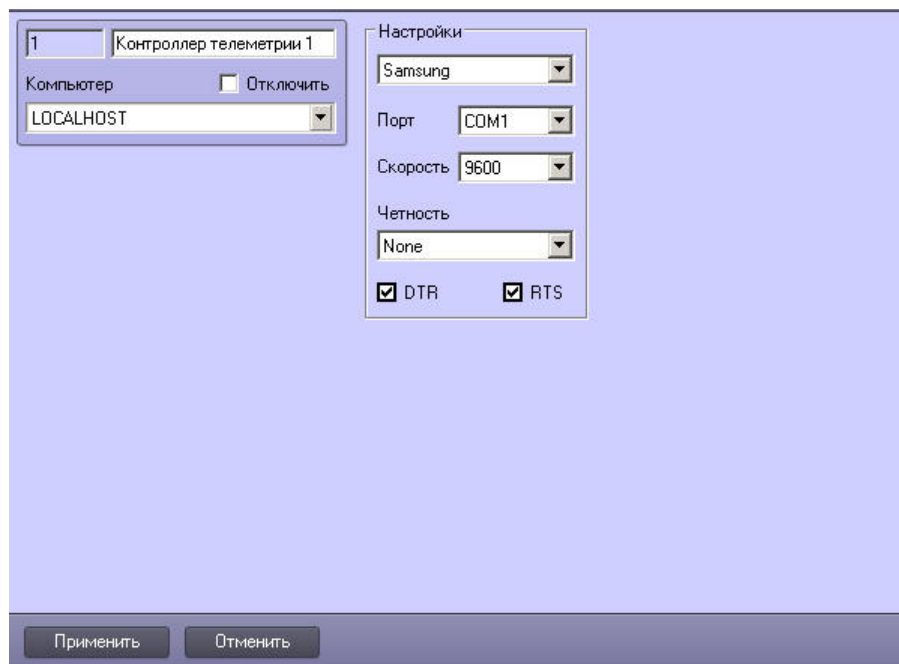 1
Контроллер телеметрии 1
Компьютер
Отключить
LOCALHOST
Настройки
Samsung
Порт
COM1
Скорость
9600
Четность
None
DTR
RTS
Применить
Отменить